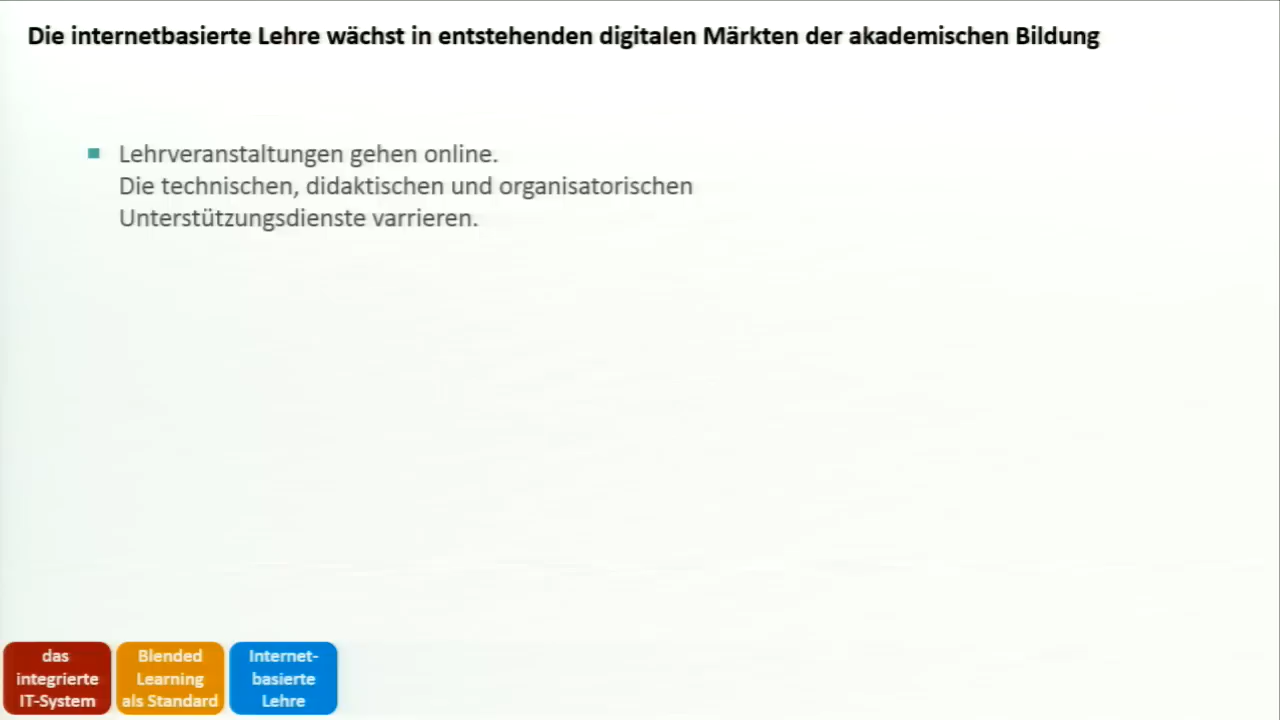 Die internetbasierte Lehre wächst in entstehenden digitalen Märkten der akademischen Bildung
Lehrveranstaltungen gehen online.
Die technischen, didaktischen und organisatorischen
Unterstützungsdienste varrieren.
das
integrierte
IT-System
Blended
Learning
als Standard
Internet-
basierte
Lehre